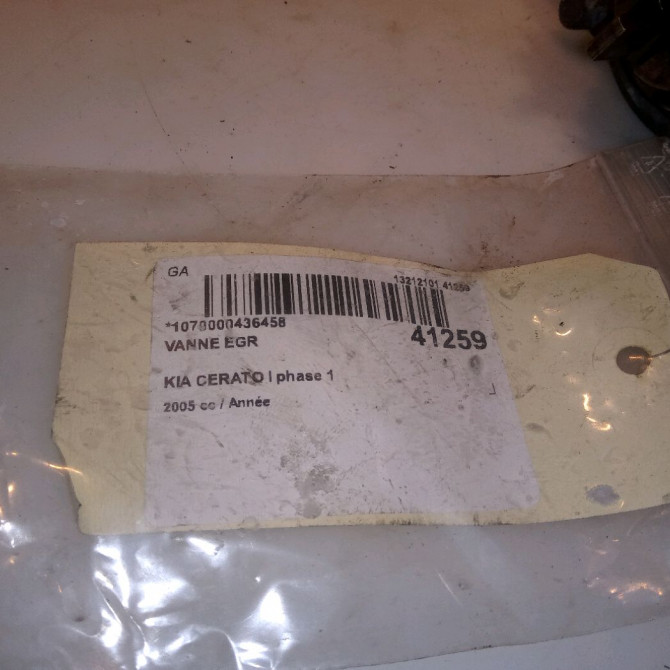 GA
13212101 41259
*1078000436458
41259
VANNE EGR
KIA CERATO I phase 1
2005 cc / Année